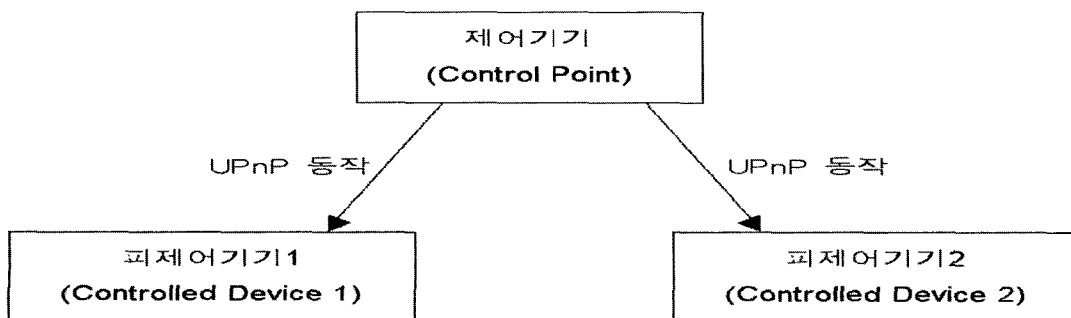 제어기기
(Control Point)
UPnP 동작
UPnP 동작
피제어기기1
(Controlled Device 1)
피제어기기2
(Controlled Device 2)